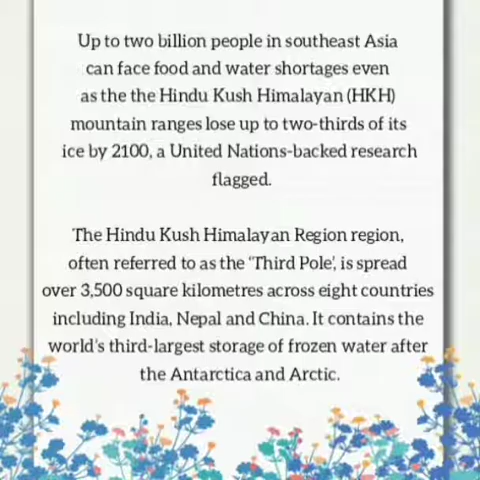 Up to two billion people in southeast Asia
can face food and water shortages even
as the the Hindu Kush Himalayan (HKH)
mountain ranges lose up to two-thirds of its
ice by 2100, a United Nations-backed research
flagged.
The Hindu Kush Himalayan Region region,
often referred to as the 'Third Pole', is spread
over 3,500 square kilometres across eight countries
including India, Nepal and China. It contains the
world's third-largest storage of frozen water after
the Antarctica and Arctic.